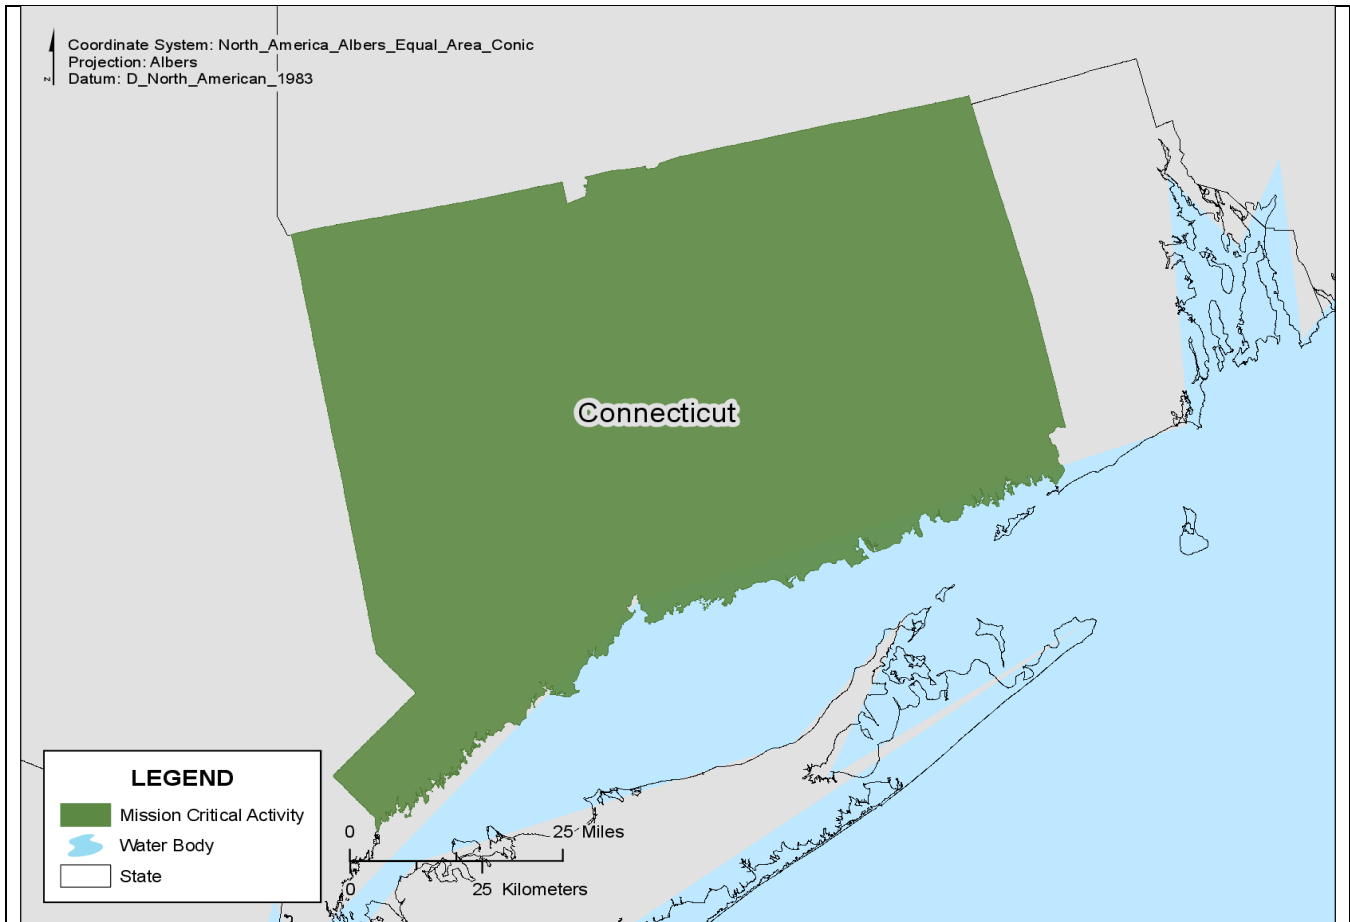 Coordinate System: North_America_Albers_Equal_Area_Conic
Projection: Albers
Datum: D_North_American_1983
N
Connecticut
LEGEND
Mission Critical Activity
Water Body
State
0 25 Miles
0 25 Kilometers